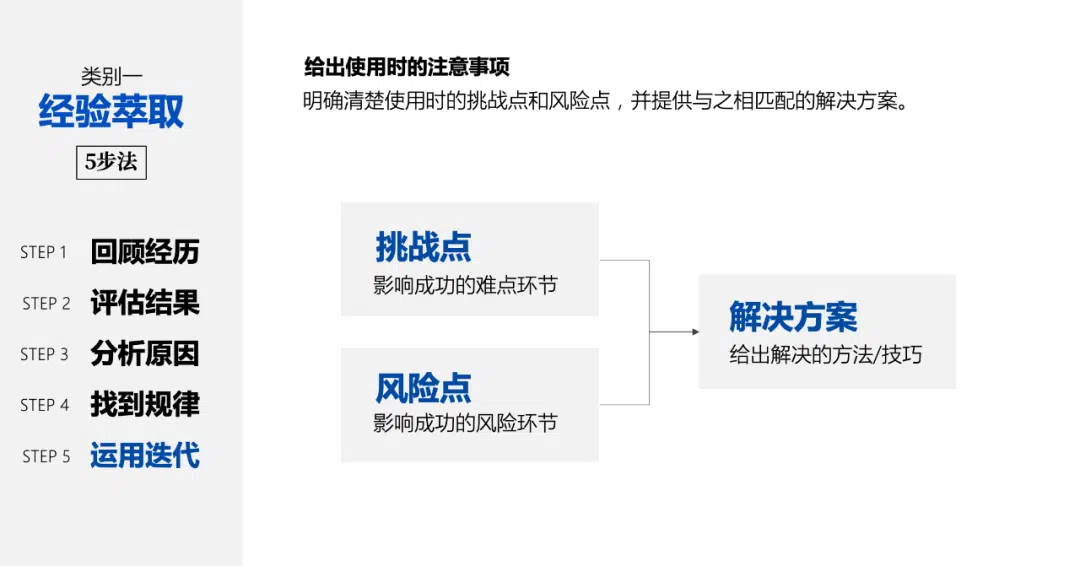 类别一
经验萃取
5步法
STEP 1 回顾经历
STEP 2 评估结果
STEP 3 分析原因
STEP 4 找到规律
STEP 5 运用迭代
给出使用时的注意事项
明确清楚使用时的挑战点和风险点，并提供与之相匹配的解决方案。
挑战点
影响成功的难点环节
风险点
影响成功的风险环节
解决方案
给出解决的方法/技巧